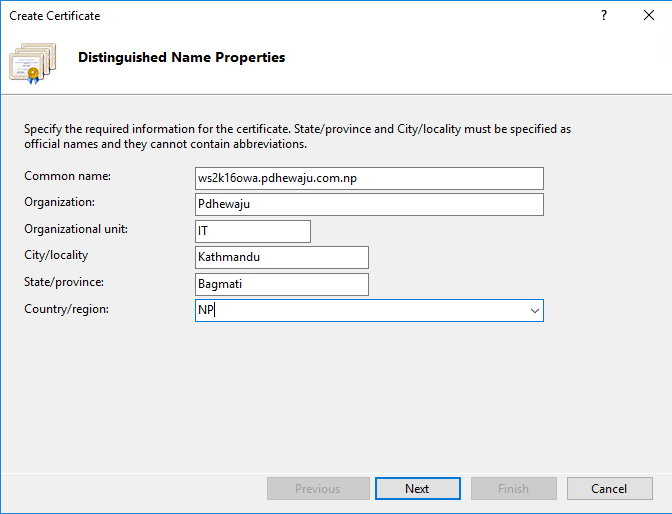 Create Certificate
?
Distinguished Name Properties
Specify the required information for the certificate. State/province and City/locality must be specified as
official names and they cannot contain abbreviations.
Common name: ws2k16owa.pdhewaju.com.np
Organization: Pdhewaju
Organizational unit: IT
City/locality Kathmandu
State/province: Bagmati
Country/region: NP
Previous Next Finish Cancel